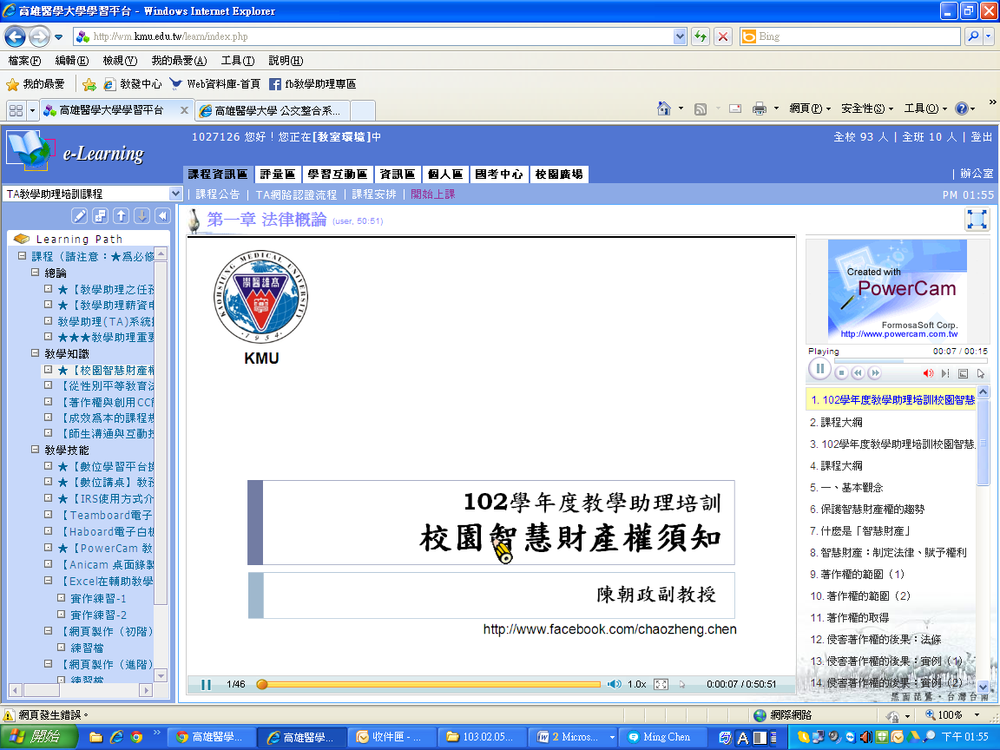 高雄醫學大學學習平台 - Windows Internet Explorer
http://wm.kmu.edu.tw/learn/index.php
Bing
檔案(F) 編輯(E) 檢視(V) 我的最愛(A) 工具(T) 說明(H)
我的最愛 教發中心 Web資料庫-首頁 fb教學助理專區
高雄醫學大學學習平台 高雄醫學大學 公文整合系... 網頁(P) 安全性(S) 工具(O)
e-Learning
1027126 您好！您正在[教室環境]中
全校 93 人 | 全班 10 人 | 登出
課程資訊區 評量區 學習互動區 資訊區 個人區 國考中心 校園廣場
| 辦公室
TA教學助理培訓課程
| 課程公告 | TA網路認證流程 | 課程安排 | 開始上課
PM 01:55
Learning Path
課程（請注意：★為必修
總論
★【教學助理之任務
★【教學助理薪資申
教學助理(TA)系統
★★★教學助理重要
教學知識
★【校園智慧財產權
【從性別平等教育法
【著作權與創用CC
【成效為本的課程規
【師生溝通與互動技
教學技能
★【數位學習平台操
★【數位講桌】教務
★【IRS使用方式介
【Teamboard電子
【Haboard電子白板
★【PowerCam 教
【Anicam 桌面錄製
【Excel在輔助教學
實作練習-1
實作練習-2
【網頁製作（初階）
練習檔
【網頁製作（進階）
練習檔
第一章 法律概論 (user, 50:51)
KAOHSIUNG MEDICAL UNIVERSITY
高雄醫學
1954
KMU
102學年度教學助理培訓
校園智慧財產權須知
陳朝政副教授
http://www.facebook.com/chaozheng.chen
1/46
1.0x
0:00:07 / 0:50:51
Created with
PowerCam
FormosaSoft Corp.
http://www.powercam.com.tw
Playing 00:07 / 00:15
1. 102學年度教學助理培訓校園智慧
2. 課程大綱
3. 102學年度教學助理培訓校園智慧
4. 課程大綱
5. 一、基本觀念
6. 保護智慧財產權的趨勢
7. 什麼是「智慧財產」
8. 智慧財產：制定法律、賦予權利
9. 著作權的範圍（1）
10. 著作權的範圍（2）
11. 著作權的取得
12. 侵害著作權的後果：法條
13. 侵害著作權的後果：實例（1）
14. 侵害著作權的後果：實例（2）
黑面琵鷺·台灣台南
網頁發生錯誤。
網際網路
100%
開始
高雄醫學...
高雄醫學...
收件匣 - ...
103.02.05...
2 Micros...
Ming Chen
下午 01:55